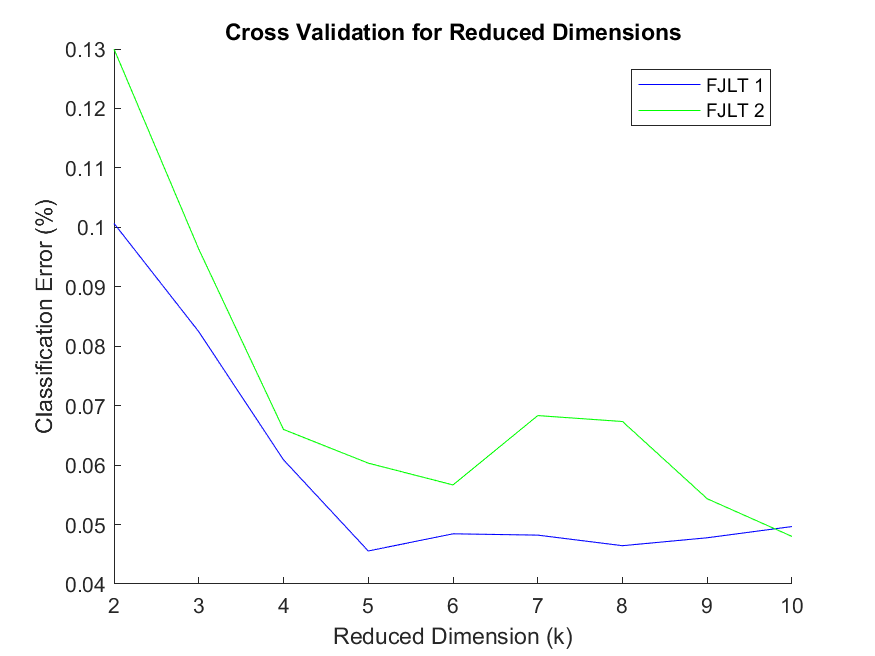 Cross Validation for Reduced Dimensions
FJLT 1
FJLT 2
Classification Error (%)
0.13
0.12
0.11
0.1
0.09
0.08
0.07
0.06
0.05
0.04
2 3 4 5 6 7 8 9 10
Reduced Dimension (k)